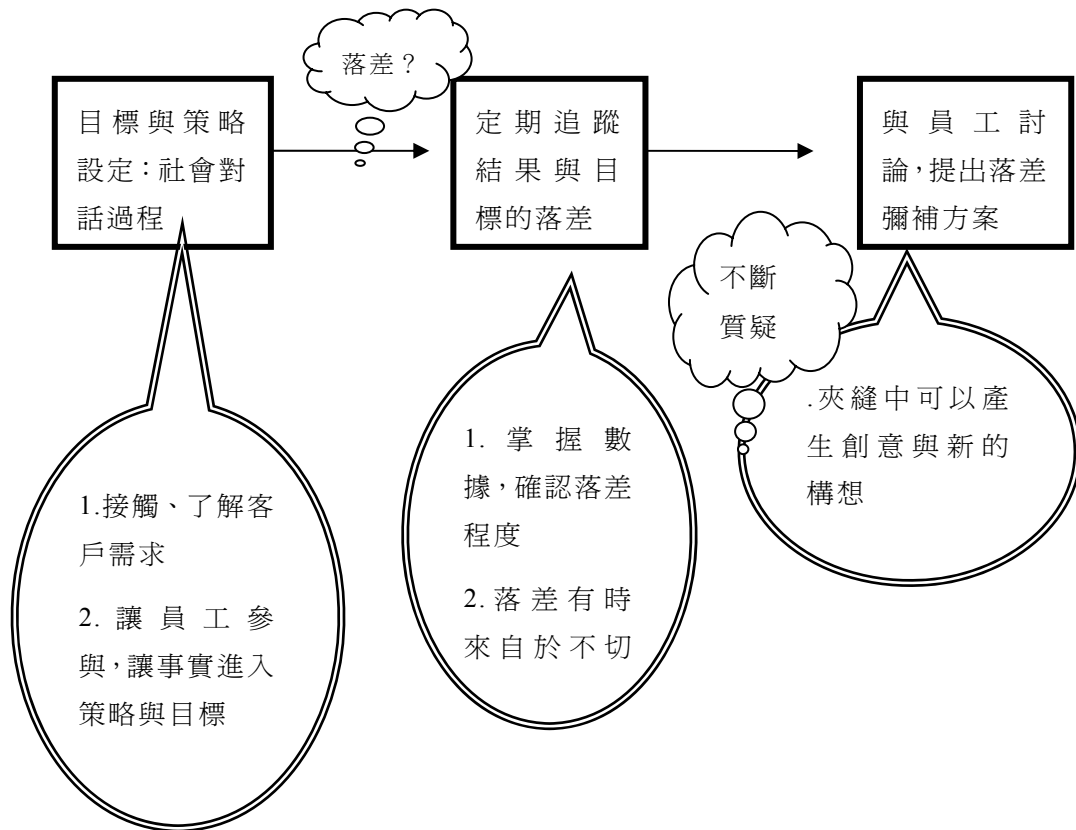 落差？
目標與策略
設定：社會對
話過程
定期追蹤
結果與目
標的落差
與員工討
論，提出落差
彌補方案
不斷
質疑
1.接觸、了解客
戶需求
2. 讓員工參
與，讓事實進入
策略與目標
1. 掌握數
據，確認落差
程度
2. 落差有時
來自於不切
.夾縫中可以產
生創意與新的
構想